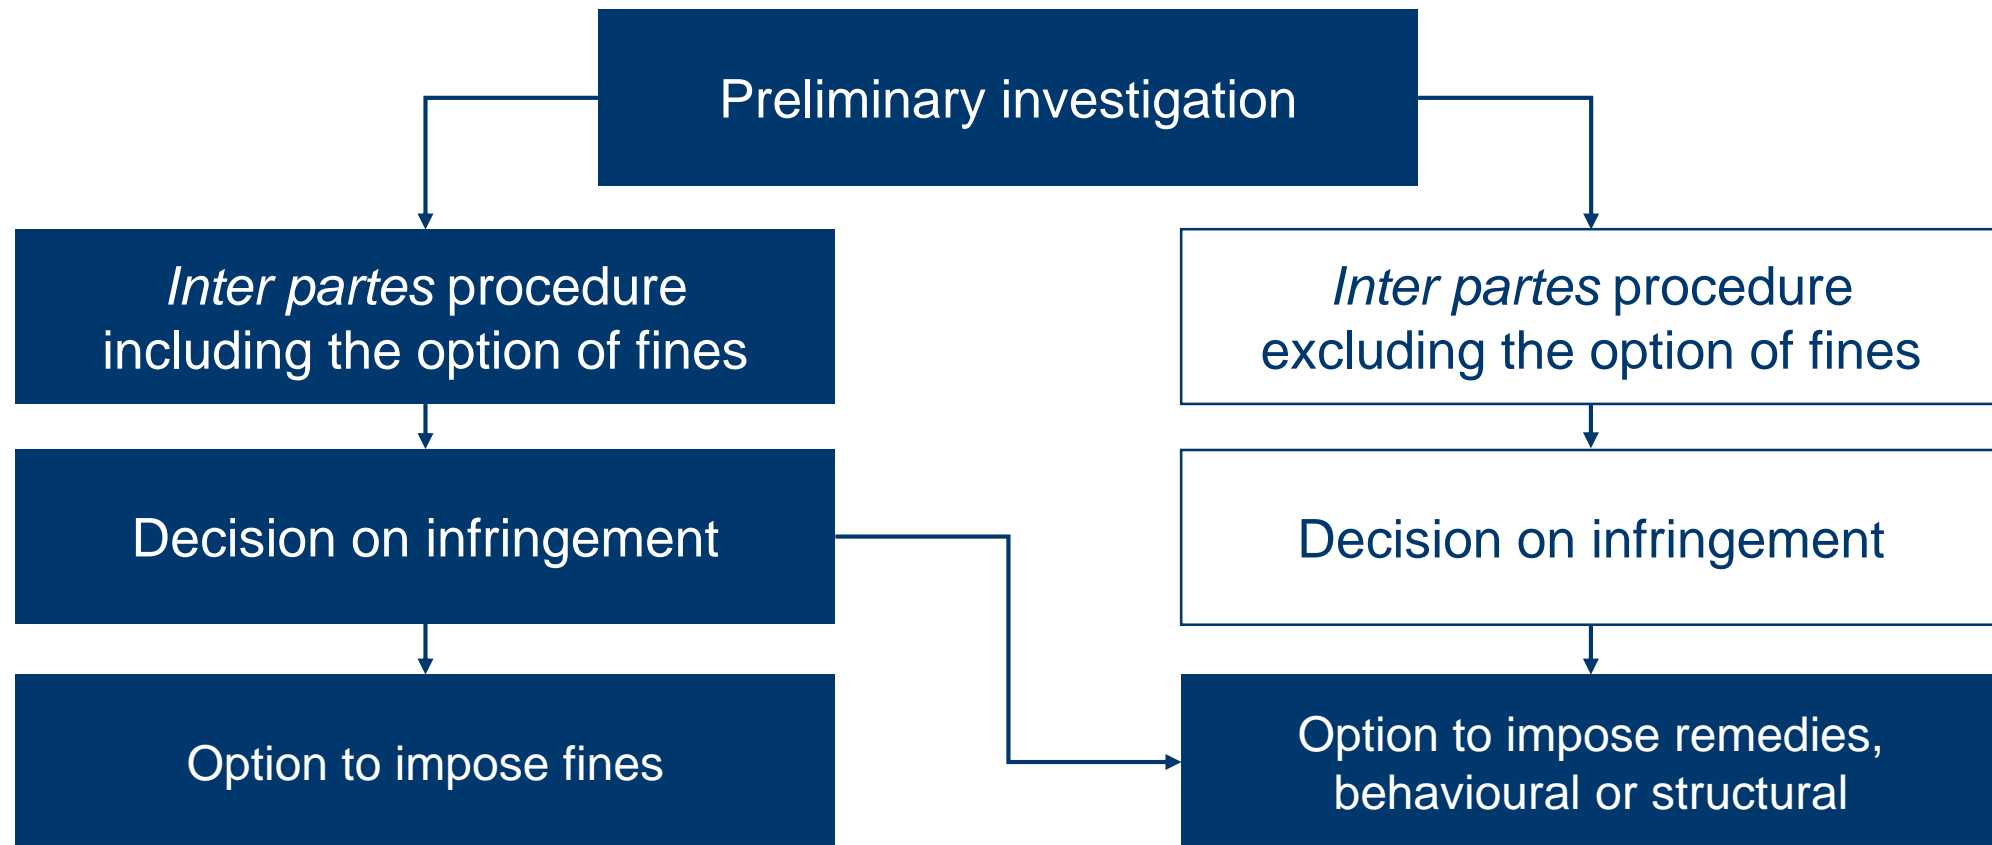 Preliminary investigation
Inter partes procedure
including the option of fines
Inter partes procedure
excluding the option of fines
Decision on infringement
Decision on infringement
Option to impose fines
Option to impose remedies,
behavioural or structural